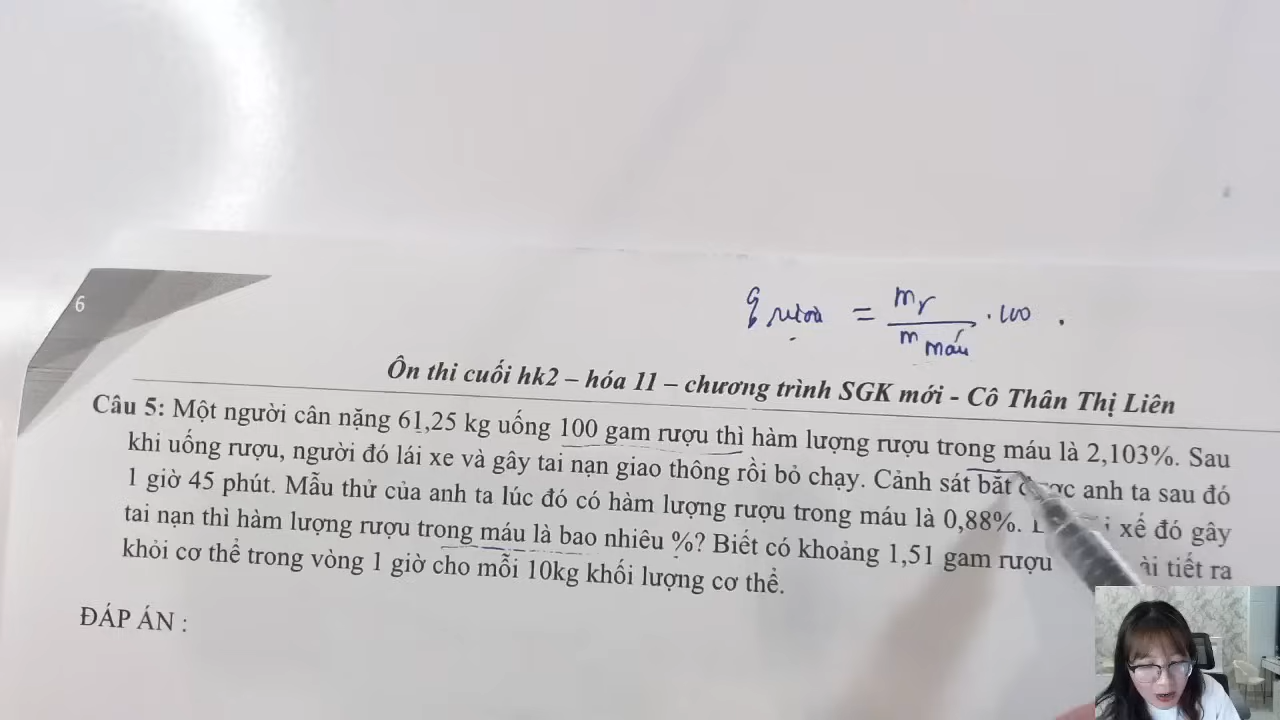 6
rượu = mr / m máu . 100 .
Ôn thi cuối hk2 – hóa 11 – chương trình SGK mới - Cô Thân Thị Liên
Câu 5: Một người cân nặng 61,25 kg uống 100 gam rượu thì hàm lượng rượu trong máu là 2,103%. Sau
khi uống rượu, người đó lái xe và gây tai nạn giao thông rồi bỏ chạy. Cảnh sát bắt được anh ta sau đó
1 giờ 45 phút. Mẫu thử của anh ta lúc đó có hàm lượng rượu trong máu là 0,88%. xế đó gây
tai nạn thì hàm lượng rượu trong máu là bao nhiêu %? Biết có khoảng 1,51 gam rượu bài tiết ra
khỏi cơ thể trong vòng 1 giờ cho mỗi 10kg khối lượng cơ thể.
ĐÁP ÁN :